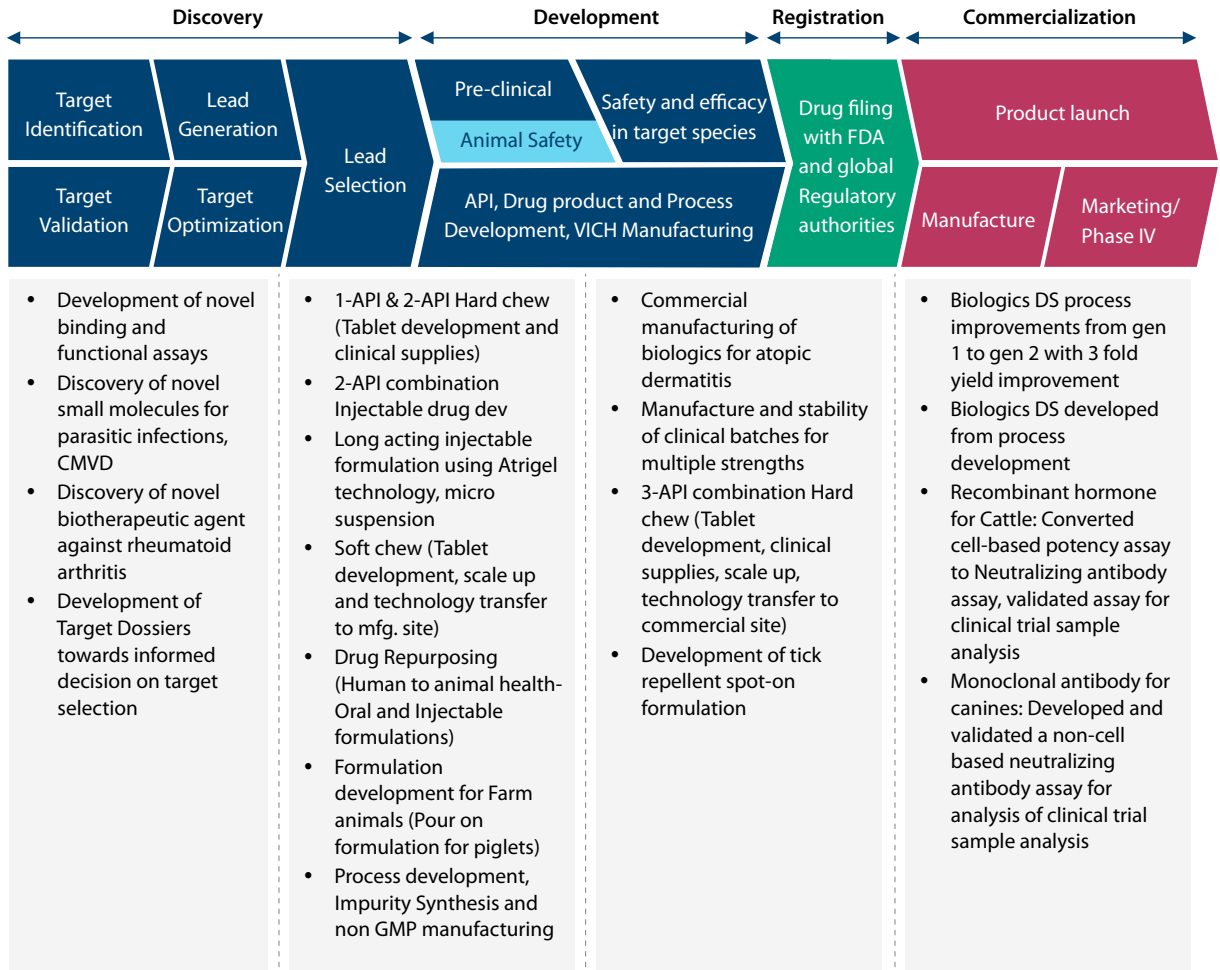 Discovery
Development
Registration
Commercialization
Target
Identification
Lead
Generation
Target
Validation
Target
Optimization
Lead
Selection
Pre-clinical
Animal Safety
Safety and efficacy
in target species
API, Drug product and Process
Development, VICH Manufacturing
Drug filing
with FDA
and global
Regulatory
authorities
Product launch
Manufacture
Marketing/
Phase IV
• Development of novel
binding and
functional assays
• Discovery of novel
small molecules for
parasitic infections,
CMVD
• Discovery of novel
biotherapeutic agent
against rheumatoid
arthritis
• Development of
Target Dossiers
towards informed
decision on target
selection
• 1-API & 2-API Hard chew
(Tablet development and
clinical supplies)
• 2-API combination
Injectable drug dev
• Long acting injectable
formulation using Atrigel
technology, micro
suspension
• Soft chew (Tablet
development, scale up
and technology transfer
to mfg. site)
• Drug Repurposing
(Human to animal health-
Oral and Injectable
formulations)
• Formulation
development for Farm
animals (Pour on
formulation for piglets)
• Process development,
Impurity Synthesis and
non GMP manufacturing
• Commercial
manufacturing of
biologics for atopic
dermatitis
• Manufacture and stability
of clinical batches for
multiple strengths
• 3-API combination Hard
chew (Tablet
development, clinical
supplies, scale up,
technology transfer to
commercial site)
• Development of tick
repellent spot-on
formulation
• Biologics DS process
improvements from gen
1 to gen 2 with 3 fold
yield improvement
• Biologics DS developed
from process
development
• Recombinant hormone
for Cattle: Converted
cell-based potency assay
to Neutralizing antibody
assay, validated assay for
clinical trial sample
analysis
• Monoclonal antibody for
canines: Developed and
validated a non-cell
based neutralizing
antibody assay for
analysis of clinical trial
sample analysis